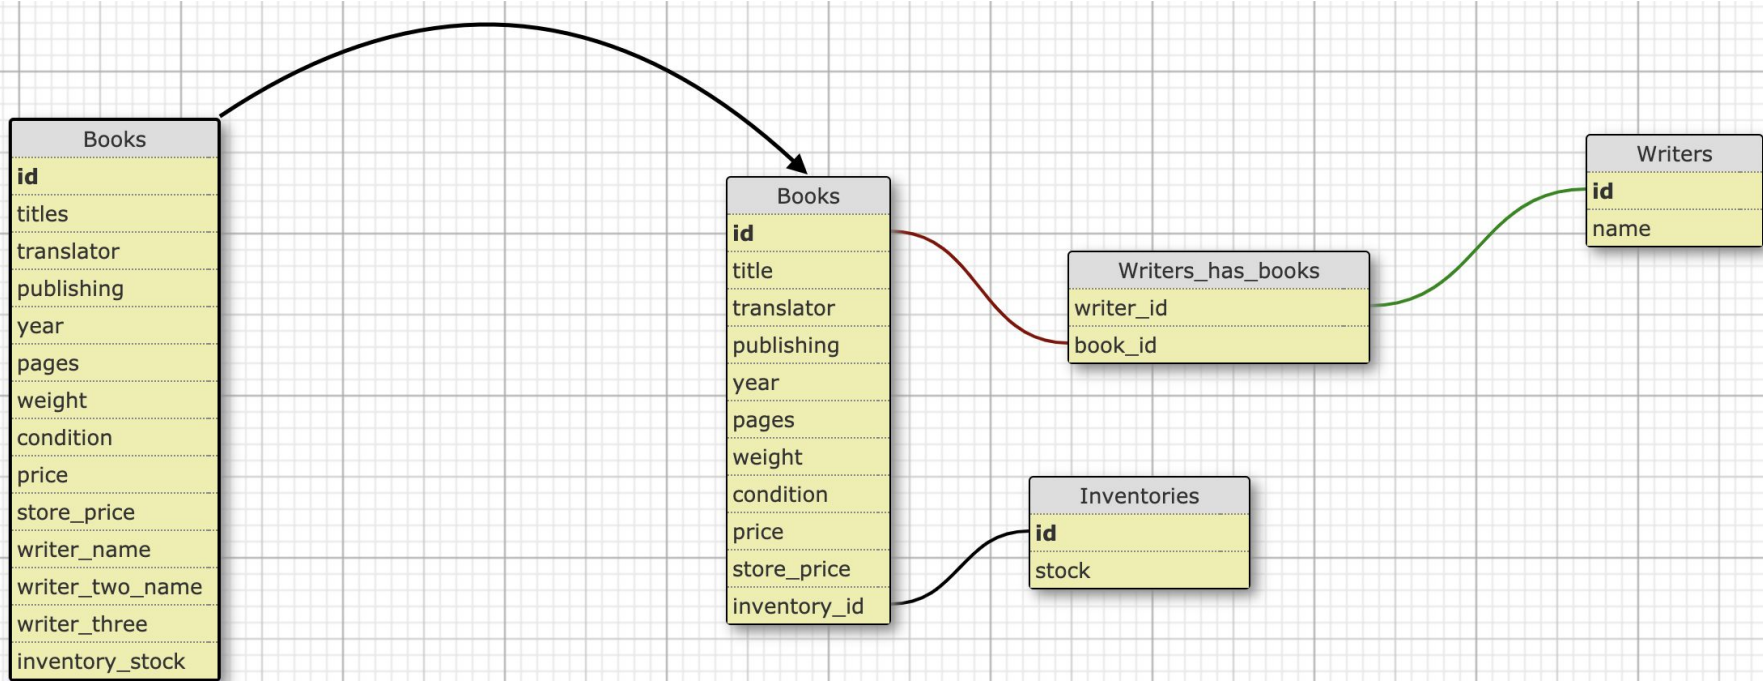 Books
id
titles
translator
publishing
year
pages
weight
condition
price
store_price
writer_name
writer_two_name
writer_three
inventory_stock
Books
id
title
translator
publishing
year
pages
weight
condition
price
store_price
inventory_id
Writers_has_books
writer_id
book_id
Inventories
id
stock
Writers
id
name